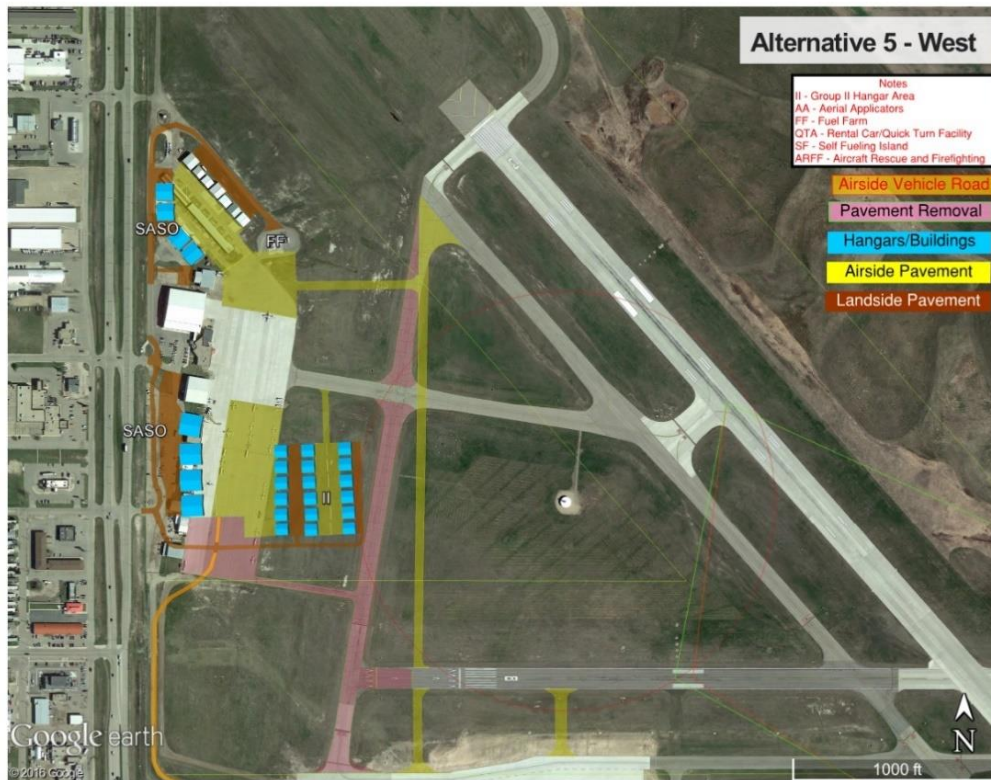 Alternative 5 - West
Notes
II - Group II Hangar Area
AA - Aerial Applicators
FF - Fuel Farm
QTA - Rental Car/Quick Turn Facility
SF - Self Fueling Island
ARFF - Aircraft Rescue and Firefighting
Airside Vehicle Road
Pavement Removal
Hangars/Buildings
Airside Pavement
Landside Pavement
SASO
FF
SASO
II
N
Google earth
© 2016 Google
1000 ft